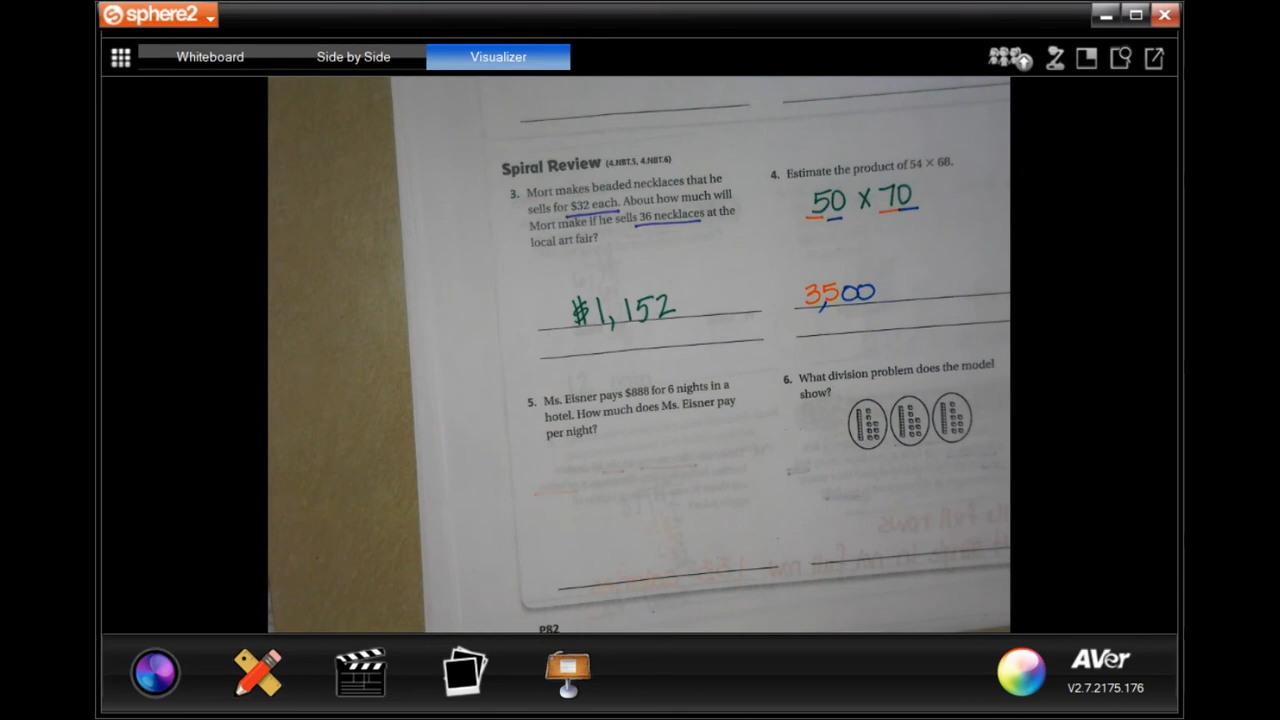 sphere2
Whiteboard
Side by Side
Visualizer
Spiral Review (4.NBT.5, 4.NBT.6)
3. Mort makes beaded necklaces that he
sells for $32 each. About how much will
Mort make if he sells 36 necklaces at the
local art fair?
$1,152
4. Estimate the product of 54 × 68.
50 x 70
3,500
5. Ms. Eisner pays $888 for 6 nights in a
hotel. How much does Ms. Eisner pay
per night?
6. What division problem does the model
show?
PR2
AVer
V2.7.2175.176